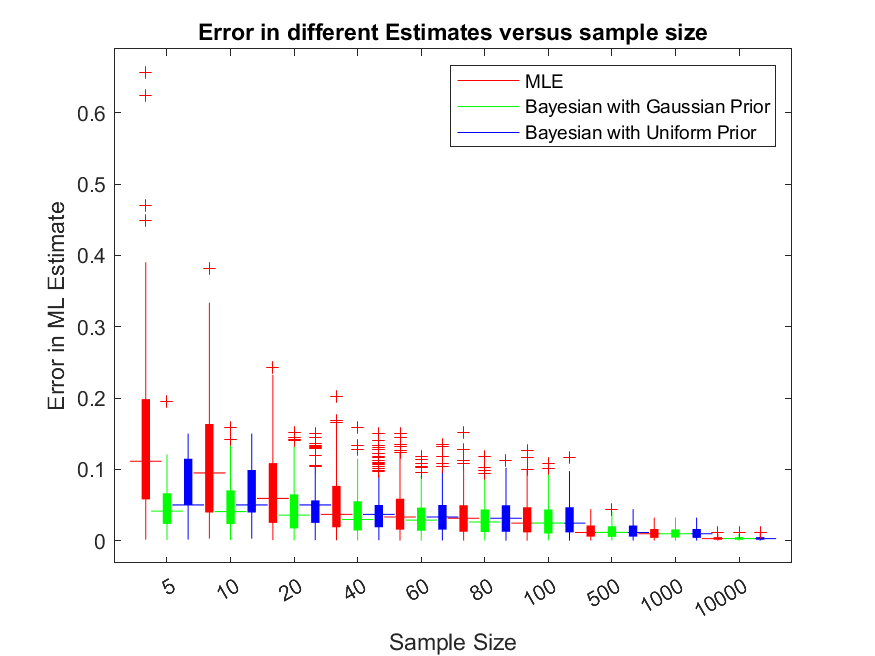 Error in different Estimates versus sample size
MLE
Bayesian with Gaussian Prior
Bayesian with Uniform Prior
Error in ML Estimate
0.6
0.5
0.4
0.3
0.2
0.1
0
5 10 20 40 60 80 100 500 1000 10000
Sample Size